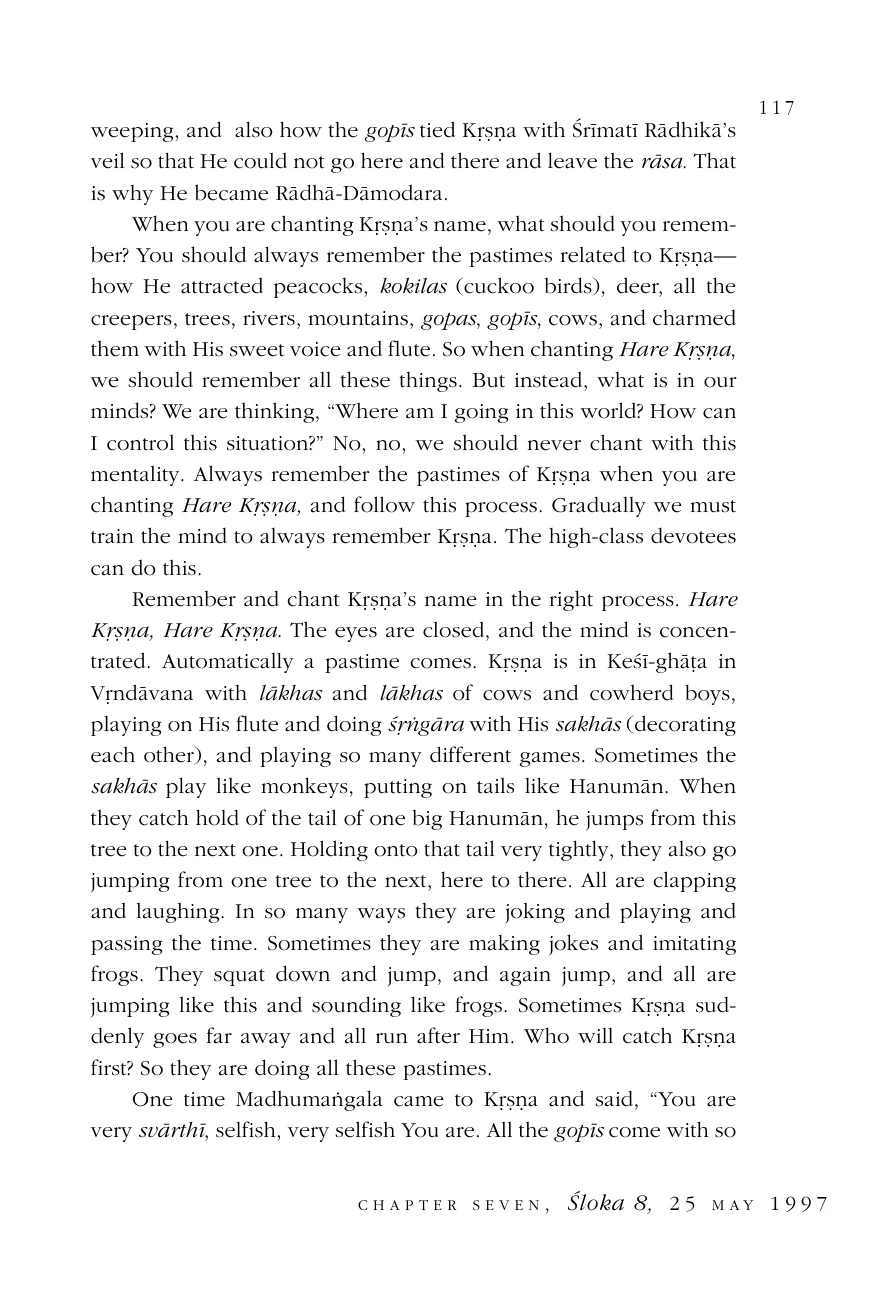 117
weeping, and also how the gopīs tied Kṛṣṇa with Śrīmatī Rādhikā’s
veil so that He could not go here and there and leave the rāsa. That
is why He became Rādhā-Dāmodara.
When you are chanting Kṛṣṇa’s name, what should you remem-
ber? You should always remember the pastimes related to Kṛṣṇa—
how He attracted peacocks, kokilas (cuckoo birds), deer, all the
creepers, trees, rivers, mountains, gopas, gopīs, cows, and charmed
them with His sweet voice and flute. So when chanting Hare Kṛṣṇa,
we should remember all these things. But instead, what is in our
minds? We are thinking, “Where am I going in this world? How can
I control this situation?” No, no, we should never chant with this
mentality. Always remember the pastimes of Kṛṣṇa when you are
chanting Hare Kṛṣṇa, and follow this process. Gradually we must
train the mind to always remember Kṛṣṇa. The high-class devotees
can do this.
Remember and chant Kṛṣṇa’s name in the right process. Hare
Kṛṣṇa, Hare Kṛṣṇa. The eyes are closed, and the mind is concen-
trated. Automatically a pastime comes. Kṛṣṇa is in Keśī-ghāṭa in
Vṛndāvana with lākhas and lākhas of cows and cowherd boys,
playing on His flute and doing śṛṅgāra with His sakhās (decorating
each other), and playing so many different games. Sometimes the
sakhās play like monkeys, putting on tails like Hanumān. When
they catch hold of the tail of one big Hanumān, he jumps from this
tree to the next one. Holding onto that tail very tightly, they also go
jumping from one tree to the next, here to there. All are clapping
and laughing. In so many ways they are joking and playing and
passing the time. Sometimes they are making jokes and imitating
frogs. They squat down and jump, and again jump, and all are
jumping like this and sounding like frogs. Sometimes Kṛṣṇa sud-
denly goes far away and all run after Him. Who will catch Kṛṣṇa
first? So they are doing all these pastimes.
One time Madhumaṅgala came to Kṛṣṇa and said, “You are
very svārthī, selfish, very selfish You are. All the gopīs come with so
CHAPTER SEVEN, Śloka 8, 25 MAY 1997